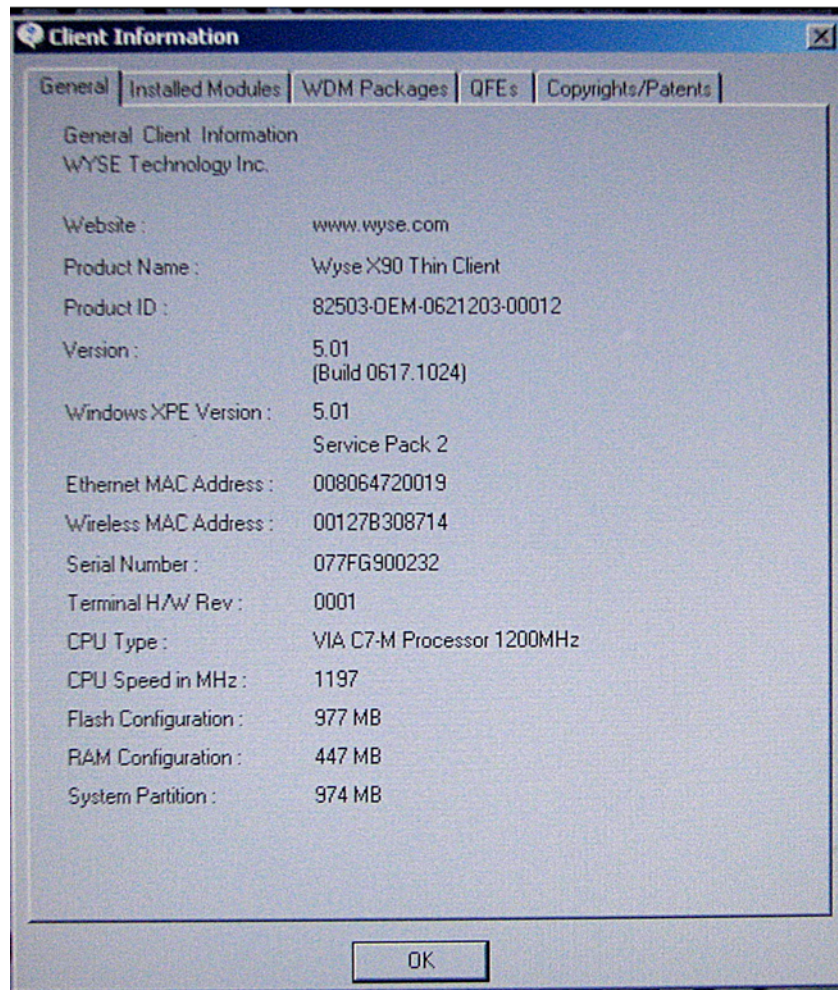 Client Information
General Installed Modules WDM Packages QFEs Copyrights/Patents
General Client Information
WYSE Technology Inc.
Website : www.wyse.com
Product Name : Wyse X90 Thin Client
Product ID : 82503-OEM-0621203-00012
Version : 5.01
(Build 0617.1024)
Windows XPE Version : 5.01
Service Pack 2
Ethernet MAC Address : 008064720019
Wireless MAC Address : 00127B308714
Serial Number : 077FG900232
Terminal H/W Rev : 0001
CPU Type : VIA C7-M Processor 1200MHz
CPU Speed in MHz : 1197
Flash Configuration : 977 MB
RAM Configuration : 447 MB
System Partition : 974 MB
OK